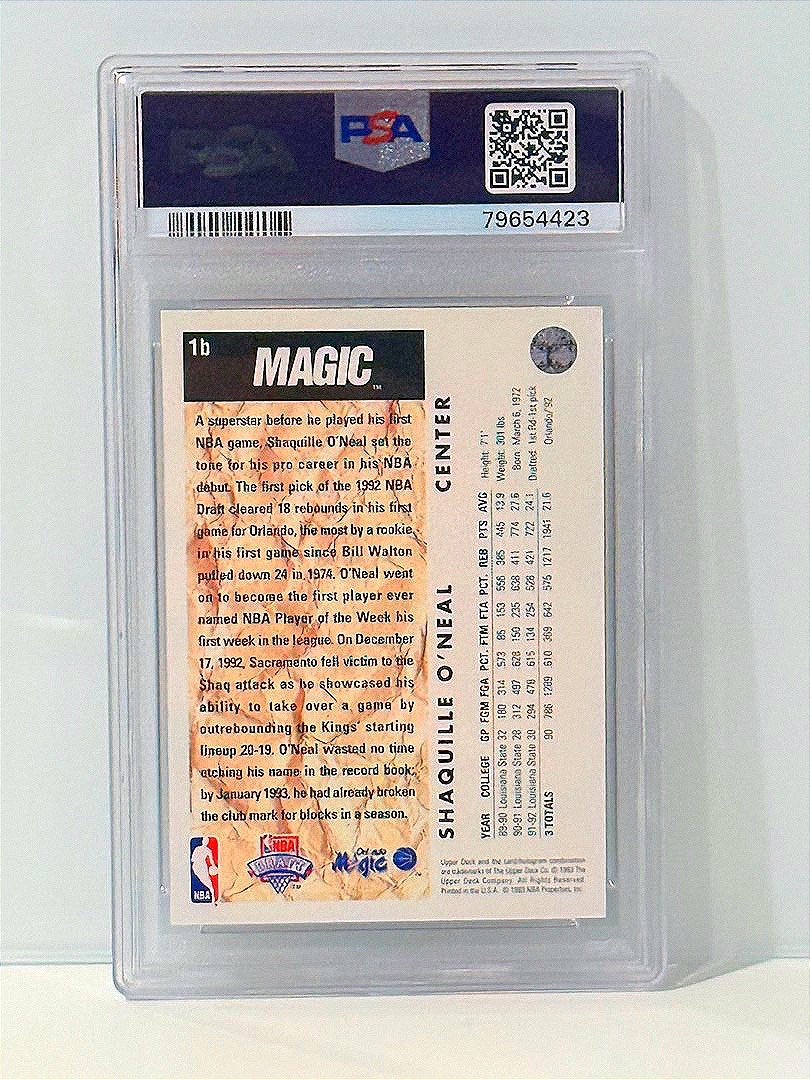 PSA
79654423
1b
MAGIC
TM
A superstar before he played his first
NBA game, Shaquille O'Neal set the
tone for his pro career in his NBA
debut. The first pick of the 1992 NBA
Draft cleared 18 rebounds in his first
game for Orlando, the most by a rookie
in his first game since Bill Walton
pulled down 24 in 1974. O'Neal went
on to become the first player ever
named NBA Player of the Week his
first week in the league. On December
17, 1992, Sacramento fell victim to the
Shaq attack as he showcased his
ability to take over a game by
outrebounding the Kings' starting
lineup 20-19. O'Neal wasted no time
etching his name in the record book;
by January 1993, he had already broken
the club mark for blocks in a season.
NBA
NBA
DRAFT
TM
Orlando
Magic
SHAQUILLE O'NEAL CENTER
Height: 7'1"
Weight: 301 lbs
Born: March 6, 1972
Drafted: 1st Rd-1st pick
Orlando/'92
YEAR COLLEGE GP FGM FGA PCT. FTM FTA PCT. REB PTS AVG
89-90 Louisiana State 32 180 314 573 85 153 556 385 445 13.9
90-91 Louisiana State 28 312 497 628 150 235 638 411 774 27.6
91-92 Louisiana State 30 294 478 615 134 254 528 421 722 24.1
3 TOTALS 90 786 1289 610 369 642 575 1217 1941 21.6
Upper Deck and the card/hologram combination
are trademarks of The Upper Deck Co. © 1993 The
Upper Deck Company. All Rights Reserved.
Printed in the U.S.A. © 1993 NBA Properties, Inc.